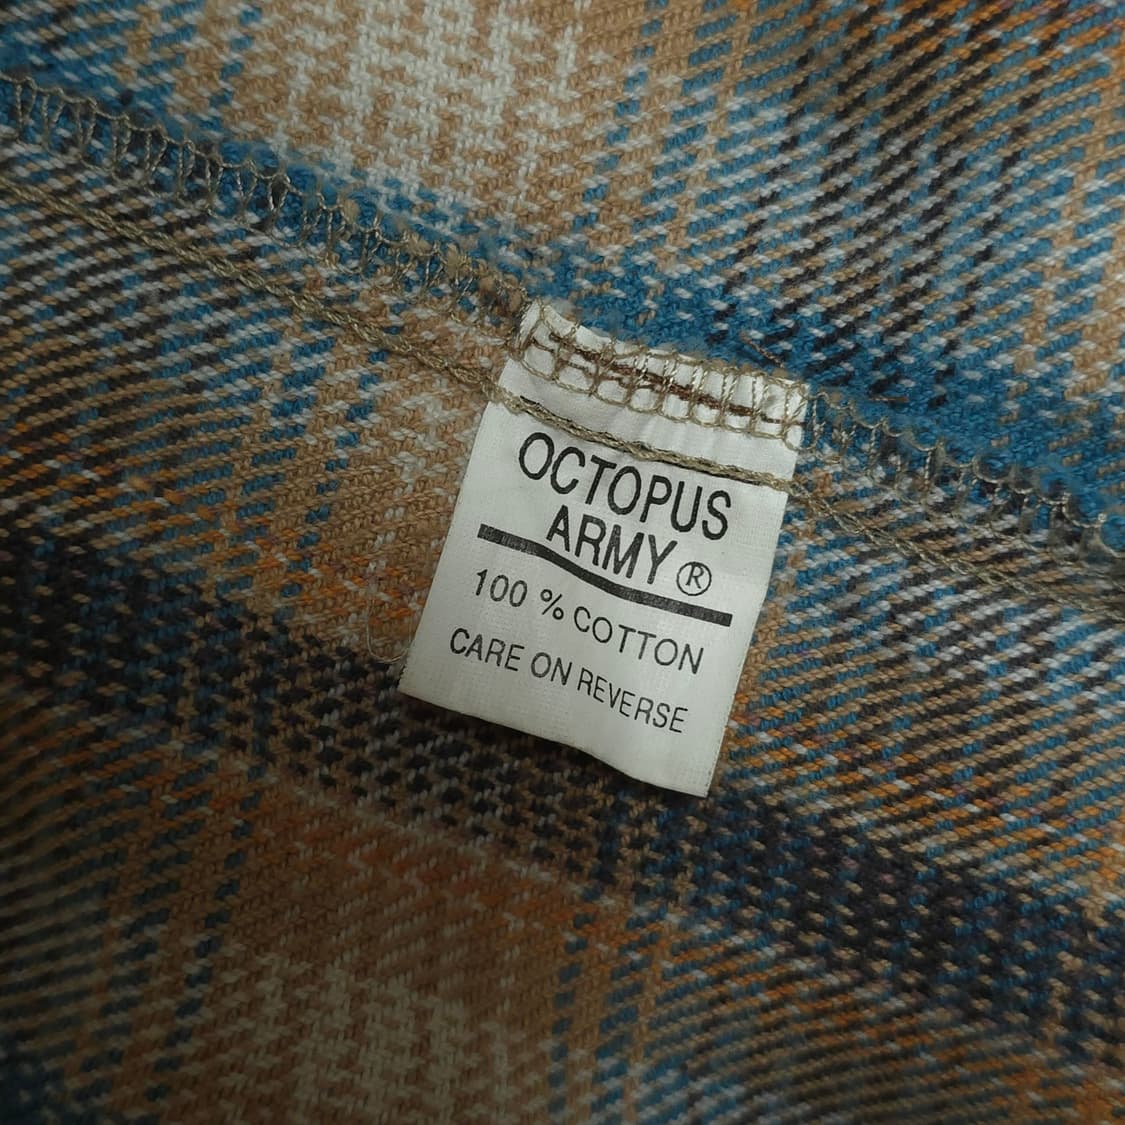 OCTOPUS
ARMY ®
100 % COTTON
CARE ON REVERSE